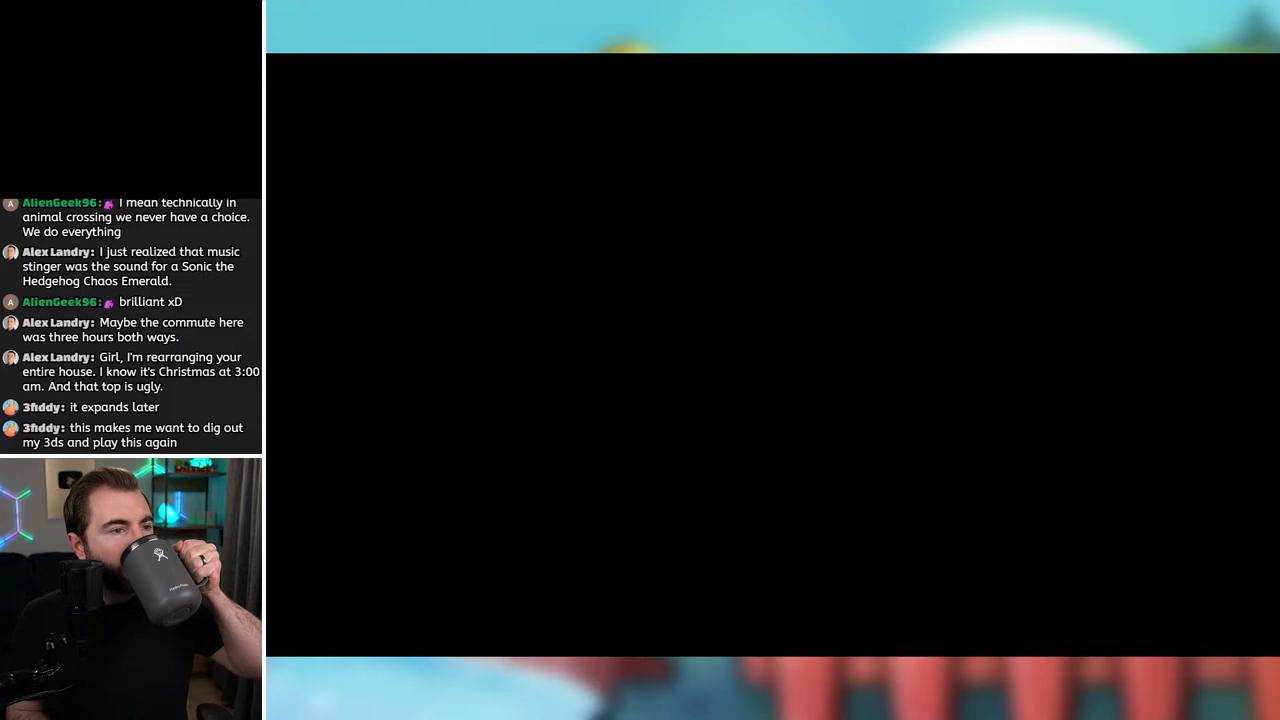 AlienGeek96: I mean technically in
animal crossing we never have a choice.
We do everything
Alex Landry: I just realized that music
stinger was the sound for a Sonic the
Hedgehog Chaos Emerald.
AlienGeek96: brilliant xD
Alex Landry: Maybe the commute here
was three hours both ways.
Alex Landry: Girl, I'm rearranging your
entire house. I know it's Christmas at 3:00
am. And that top is ugly.
3fiddy: it expands later
3fiddy: this makes me want to dig out
my 3ds and play this again